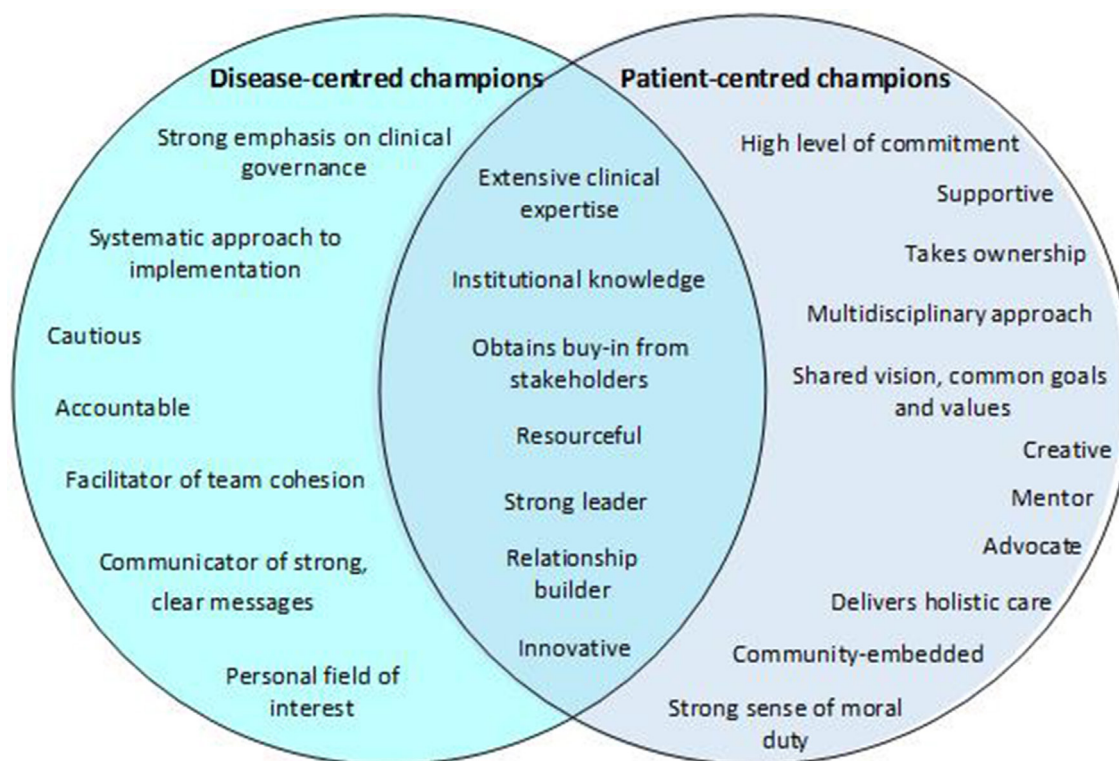 Disease-centred champions
Strong emphasis on clinical
governance
Systematic approach to
implementation
Cautious
Accountable
Facilitator of team cohesion
Communicator of strong,
clear messages
Personal field of
interest
Extensive clinical
expertise
Institutional knowledge
Obtains buy-in from
stakeholders
Resourceful
Strong leader
Relationship
builder
Innovative
Patient-centred champions
High level of commitment
Supportive
Takes ownership
Multidisciplinary approach
Shared vision, common goals
and values
Creative
Mentor
Advocate
Delivers holistic care
Community-embedded
Strong sense of moral
duty